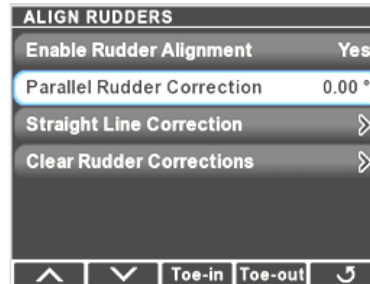 ALIGN RUDDERS
Enable Rudder Alignment Yes
Parallel Rudder Correction 0.00 °
Straight Line Correction
Clear Rudder Corrections
Toe-in Toe-out